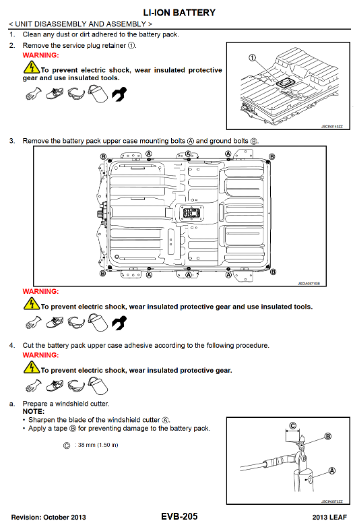 LI-ION BATTERY
< UNIT DISASSEMBLY AND ASSEMBLY >
1. Clean any dust or dirt adhered to the battery pack.
2. Remove the service plug retainer ①.
WARNING:
To prevent electric shock, wear insulated protective
gear and use insulated tools.
①
3. Remove the battery pack upper case mounting bolts Ⓐ and ground bolts Ⓑ.
WARNING:
To prevent electric shock, wear insulated protective gear and use insulated tools.
4. Cut the battery pack upper case adhesive according to the following procedure.
WARNING:
To prevent electric shock, wear insulated protective gear.
a. Prepare a windshield cutter.
NOTE:
• Sharpen the blade of the windshield cutter Ⓐ.
• Apply a tape Ⓑ for preventing damage to the battery pack.
Ⓒ : 38 mm (1.50 in)
Ⓒ
Ⓑ
Ⓐ
Revision: October 2013
EVB-205
2013 LEAF